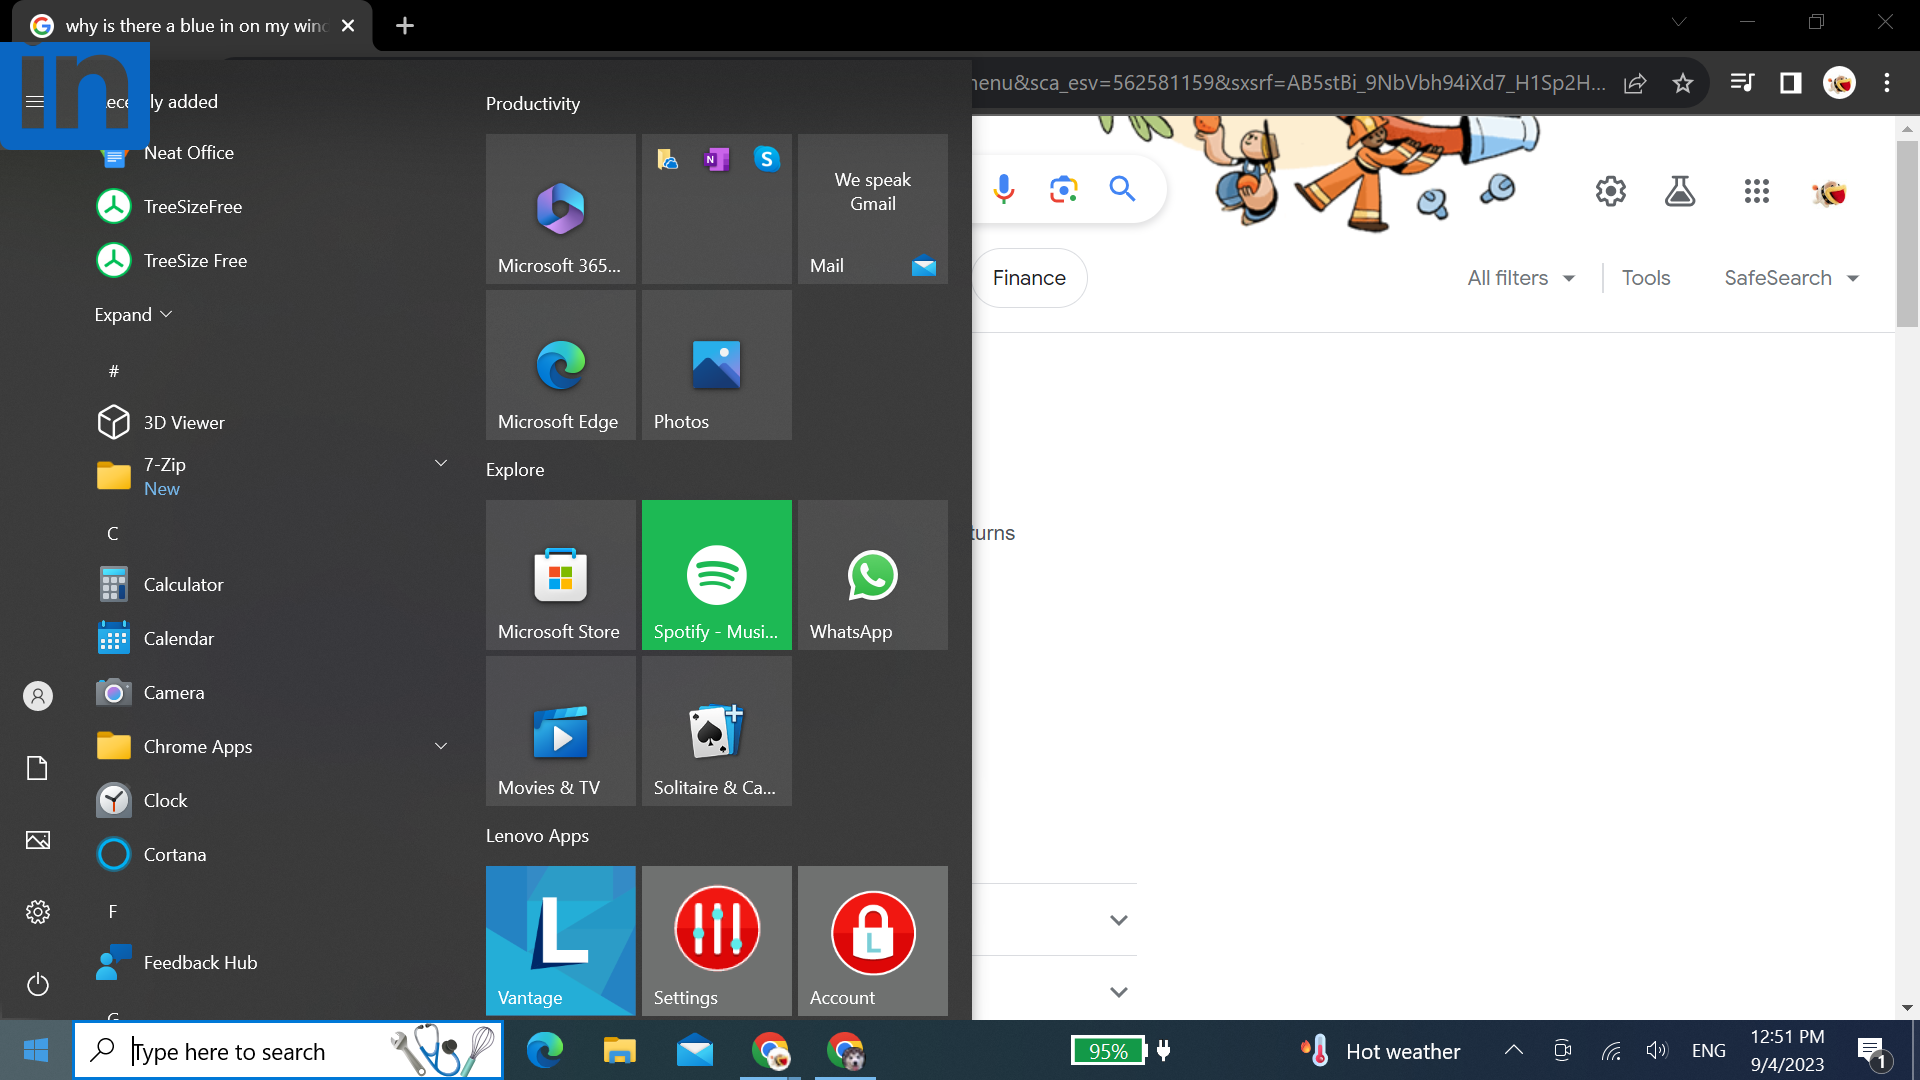 why is there a blue in on my win
in
enu&sca_esv=562581159&sxsrf=AB5stBi_9NbVbh94iXd7_H1Sp2H...
added
Neat Office
TreeSizeFree
TreeSize Free
Expand
#
3D Viewer
7-Zip
New
C
Calculator
Calendar
Camera
Chrome Apps
Clock
Cortana
F
Feedback Hub
Productivity
Microsoft 365...
N
S
We speak
Gmail
Mail
Microsoft Edge
Photos
Explore
Microsoft Store
Spotify - Musi...
WhatsApp
Movies & TV
Solitaire & Ca...
Lenovo Apps
L
Vantage
Settings
L
Account
Finance
All filters
Tools
SafeSearch
turns
Type here to search
95%
Hot weather
ENG
12:51 PM
9/4/2023
1